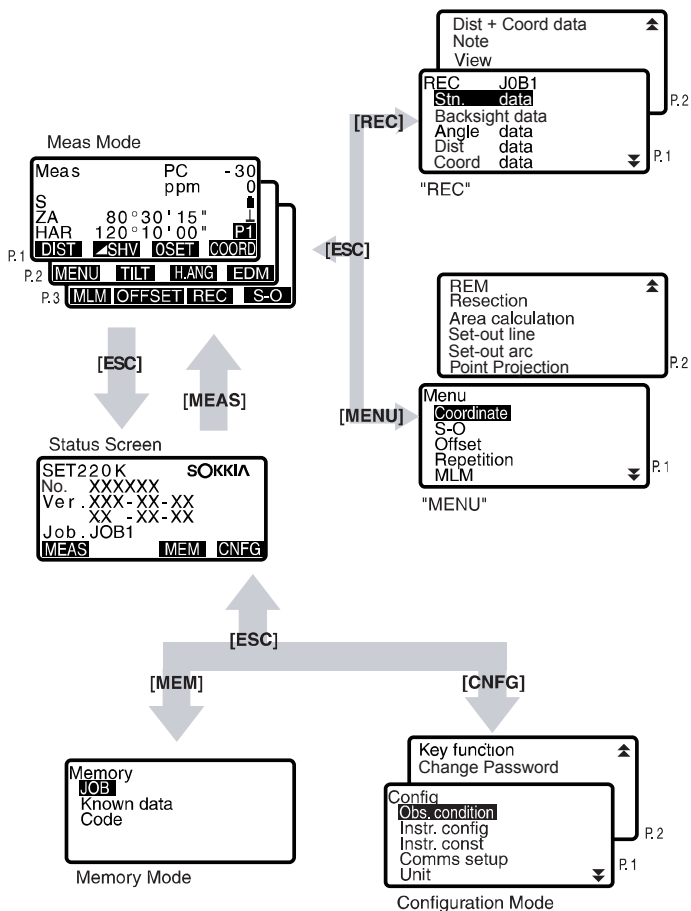 Dist + Coord data
Note
View
P. 2
REC J0B1
Stn. data
Backsight data
Angle data
Dist data
Coord data
P. 1
"REC"
[REC]
Meas Mode
Meas PC -30
ppm 0
S
ZA 80°30'15"
HAR 120°10'00" P1
P. 1 DIST ⊿SHV 0SET COORD
P. 2 MENU TILT H.ANG EDM
P. 3 MLM OFFSET REC S-O
[ESC]
REM
Resection
Area calculation
Set-out line
Set-out arc
Point Projection
P. 2
[ESC]
[MEAS]
[MENU]
Menu
Coordinate
S-O
Offset
Repetition
MLM
P. 1
"MENU"
Status Screen
SET220K SOKKIA
No. XXXXXX
Ver. XXX-XX-XX
XX -XX-XX
Job. JOB1
MEAS MEM CNFG
[ESC]
[MEM]
[CNFG]
Memory
JOB
Known data
Code
Memory Mode
Key function
Change Password
P. 2
Config
Obs. condition
Instr. config
Instr. const
Comms setup
Unit
P. 1
Configuration Mode